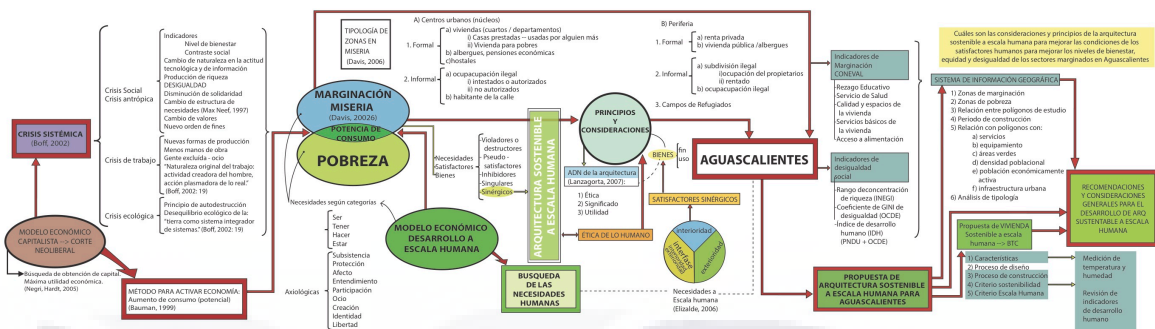 CRISIS SISTÉMICA
(Boff, 2002)
MODELO ECONÓMICO
CAPITALISTA --> CORTE
NEOLIBERAL
Búsqueda de obtención de capital.
Máxima utilidad económica.
(Negri, Hardt, 2005)
MÉTODO PARA ACTIVAR ECONOMÍA:
Aumento de consumo (potencial)
(Bauman, 1999)
Crisis Social
Crisis antrópica
Indicadores
Nivel de bienestar
Contraste social
Cambio de naturaleza en la actitud
tecnológica y de información
Producción de riqueza
DESIGUALDAD
Disminución de solidaridad
Cambio de estructura de
necesidades (Max Neef, 1997)
Cambio de valores
Nuevo orden de fines
Crisis de trabajo
Nuevas formas de producción
Menos manos de obra
Gente excluida - ocio
"Naturaleza original del trabajo:
actividad creadora del hombre,
acción plasmadora de lo real."
(Boff, 2002: 19)
Crisis ecológica
Principio de autodestrucción
Desequilibrio ecológico de la:
"tierra como sistema integrador
de sistemas." (Boff, 2002: 19)
TIPOLOGÍA
DE ZONAS EN
MISERIA
(Davis, 2006)
A) Centros urbanos (núcleos)
1. Formal
a) viviendas (cuartos / departamentos)
i) Casas prestadas -- usadas por alguien más
ii) Vivienda para pobres
b) albergues, pensiones económicas
c)hostales
2. Informal
a) ocupacupación ilegal
i) intestados o autorizados
ii) no autorizados
b) habitante de la calle
B) Periferia
1. Formal
a) renta privada
b) vivienda pública /albergues
2. Informal
a) subdivisión ilegal
i)ocupación del propietarios
ii) rentado
b) ocupacupación ilegal
3. Campos de Refugiados
MARGINACIÓN
MISERIA
(Davis, 20026)
POTENCIA DE
CONSUMO
POBREZA
Necesidades
Satisfactores
Bienes
-Violadores o
destructores
-Pseudo -
satisfactores
-Inhibidores
-Singulares
-Sinérgicos
ARQUITECTURA SOSTENIBLE
A ESCALA HUMANA
Necesidades según categorías
Ser
Tener
Hacer
Estar
Axiológicas
Subsistencia
Protección
Afecto
Entendimiento
Participación
Ocio
Creación
Identidad
Libertad
MODELO ECONÓMICO
DESARROLLO A
ESCALA HUMANA
BUSQUEDA
DE LAS
NECESIDADES
HUMANAS
PRINCIPIOS
Y
CONSIDERACIONES
ADN de la arquitectura
(Lanzagorta, 2007):
1) Ética
2) Significado
3) Utilidad
ÉTICA DE LO HUMANO
BIENES
fin
uso
SATISFACTORES SINÉRGICOS
interioridad
exterioridad
interfase
Necesidades a
Escala humana
(Elizalde, 2006)
AGUASCALIENTES
Indicadores de
Marginación
CONEVAL
-Rezago Educativo
-Servicio de Salud
-Calidad y espacios de
la vivienda
-Servicios básicos de
la vivienda
-Acceso a alimentación
Indicadores de
desigualdad
social
-Rango deconcentración
de riqueza (INEGI)
-Coeficiente de GINI de
desigualdad (OCDE)
-Índice de desarrollo
humano (IDH)
(PNDU + OCDE)
PROPUESTA DE
ARQUITECTURA SOSTENIBLE
A ESCALA HUMANA PARA
AGUASCALIENTES
Cuáles son las consideraciones y principios de la arquitectura
sostenible a escala humana para mejorar las condiciones de los
satisfactores humanos para mejorar los niveles de bienestar,
equidad y desigualdad de los sectores marginados en Aguascalientes
SISTEMA DE INFORMACIÓN GEOGRÁFICA
1) Zonas de marginación
2) Zonas de pobreza
3) Relación entre polígonos de estudio
4) Periodo de construcción
5) Relación con polígonos con:
a) servicios
b) equipamiento
c) áreas verdes
d) densidad poblacional
e) población económicamente
activa
f) infraestructura urbana
6) Análisis de tipología
Propuesta de VIVIENDA
Sostenible a escala
humana --> BTC
1) Características
2) Proceso de diseño
3) Proceso de construcción
4) Criterio sostenibilidad
5) Criterio Escala Humana
Medición de
temperatura y
humedad
Revisión de
indicadores
de desarrollo
humano
RECOMENDACIONES
Y CONSIDERACIONES
GENERALES PARA EL
DESARROLLO DE ARQ
SUSTENTABLE A ESCALA
HUMANA